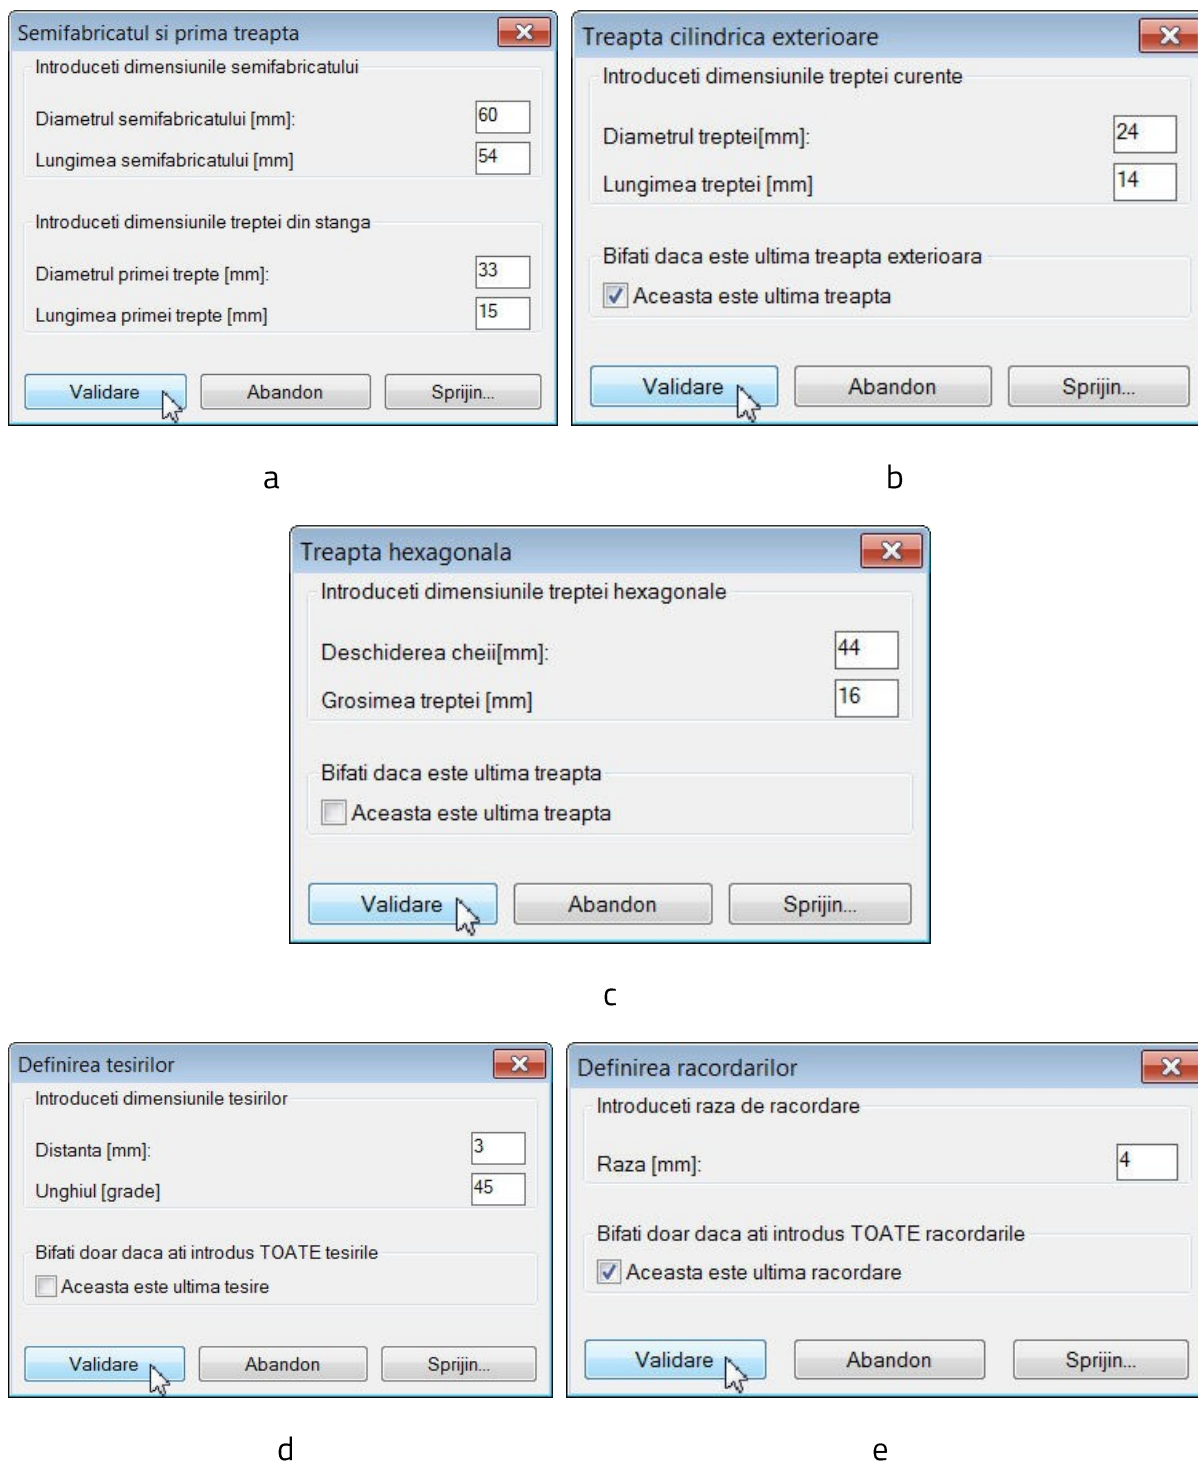 Semifabricatul si prima treapta
Introduceti dimensiunile semifabricatului
Diametrul semifabricatului [mm]: 60
Lungimea semifabricatului [mm] 54
Introduceti dimensiunile treptei din stanga
Diametrul primei trepte [mm]: 33
Lungimea primei trepte [mm] 15
Validare Abandon Sprijin...
a
Treapta cilindrica exterioare
Introduceti dimensiunile treptei curente
Diametrul treptei[mm]: 24
Lungimea treptei [mm] 14
Bifati daca este ultima treapta exterioara
Aceasta este ultima treapta
Validare Abandon Sprijin...
b
Treapta hexagonala
Introduceti dimensiunile treptei hexagonale
Deschiderea cheii[mm]: 44
Grosimea treptei [mm] 16
Bifati daca este ultima treapta
Aceasta este ultima treapta
Validare Abandon Sprijin...
c
Definirea tesirilor
Introduceti dimensiunile tesirilor
Distanta [mm]: 3
Unghiul [grade] 45
Bifati doar daca ati introdus TOATE tesirile
Aceasta este ultima tesire
Validare Abandon Sprijin...
d
Definirea racordarilor
Introduceti raza de racordare
Raza [mm]: 4
Bifati doar daca ati introdus TOATE racordarile
Aceasta este ultima racordare
Validare Abandon Sprijin...
e